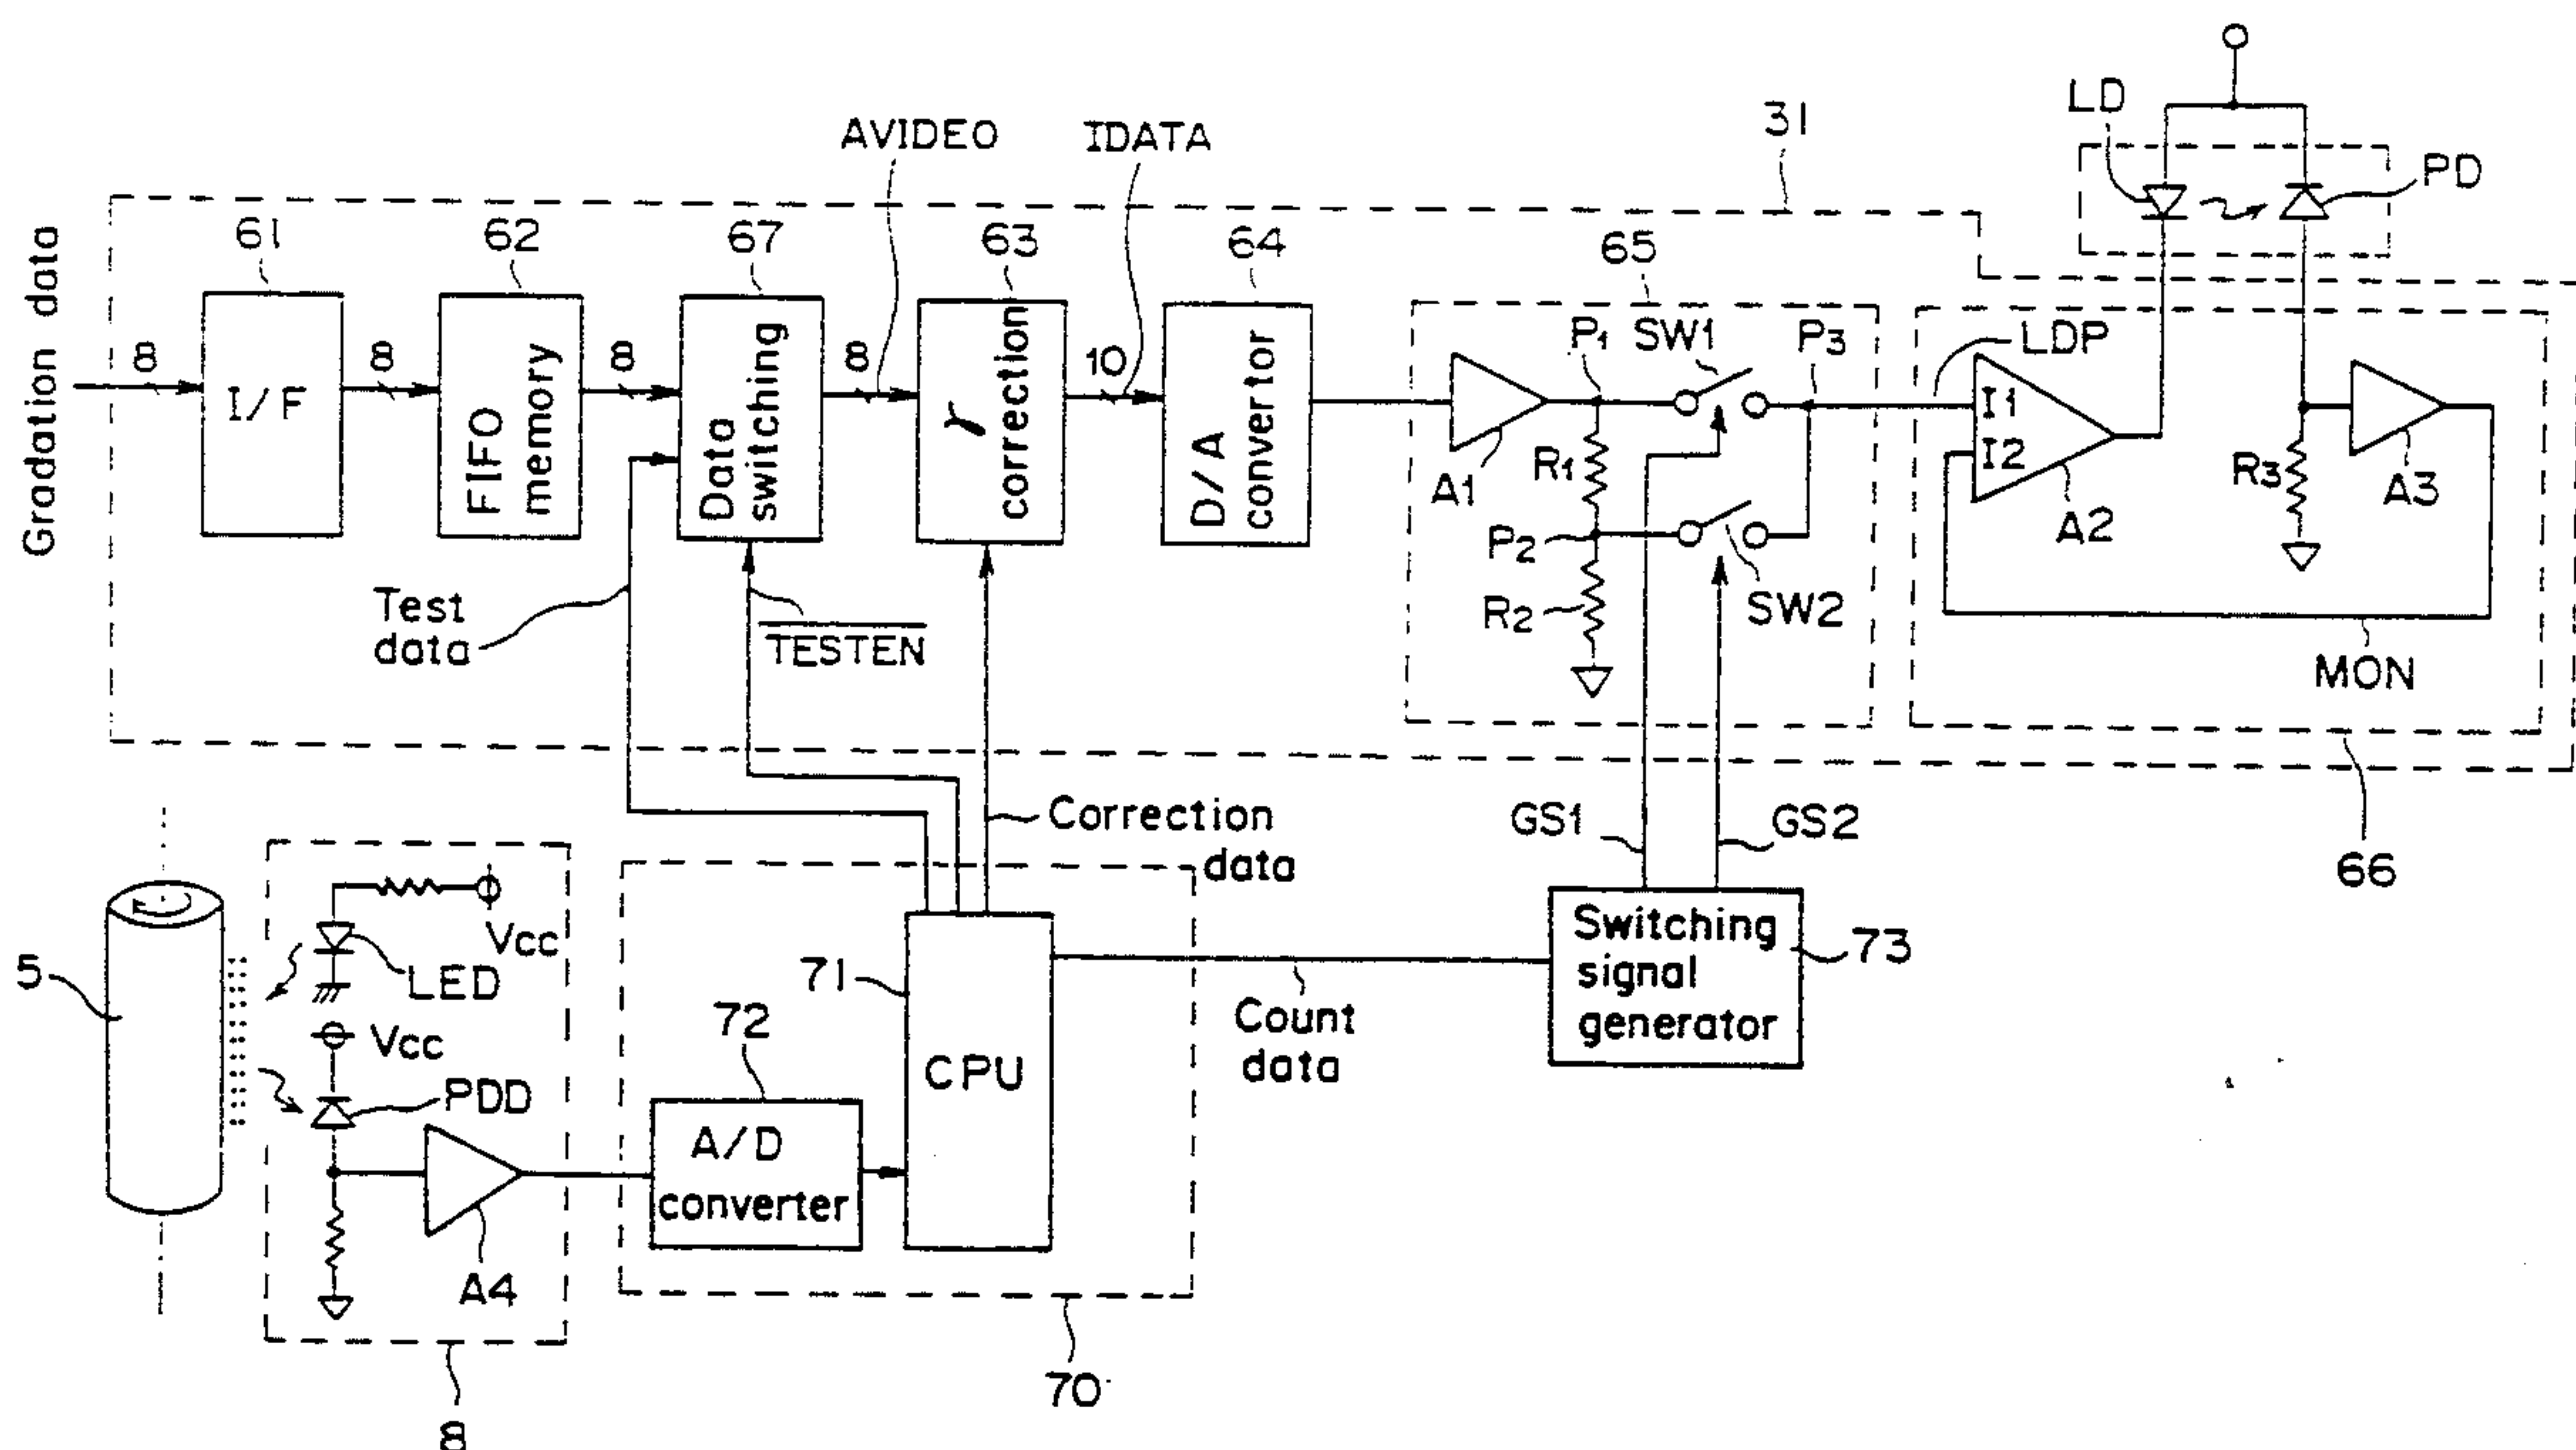 LD
31
AVIDEO
IDATA
PD
Gradation data
61
62
67
63
64
65
8
I/F
8
FIFO
memory
8
Data
switching
8
γ
correction
10
D/A
convertor
P1
SW1
P3
LDP
I1
I2
A1
R1
A2
R3
A3
P2
SW2
R2
Test
data
TESTEN
MON
Correction
data
GS1
GS2
66
Vcc
LED
5
Vcc
PDD
A4
71
72
CPU
A/D
converter
Count
data
Switching
signal
generator
73
70
8